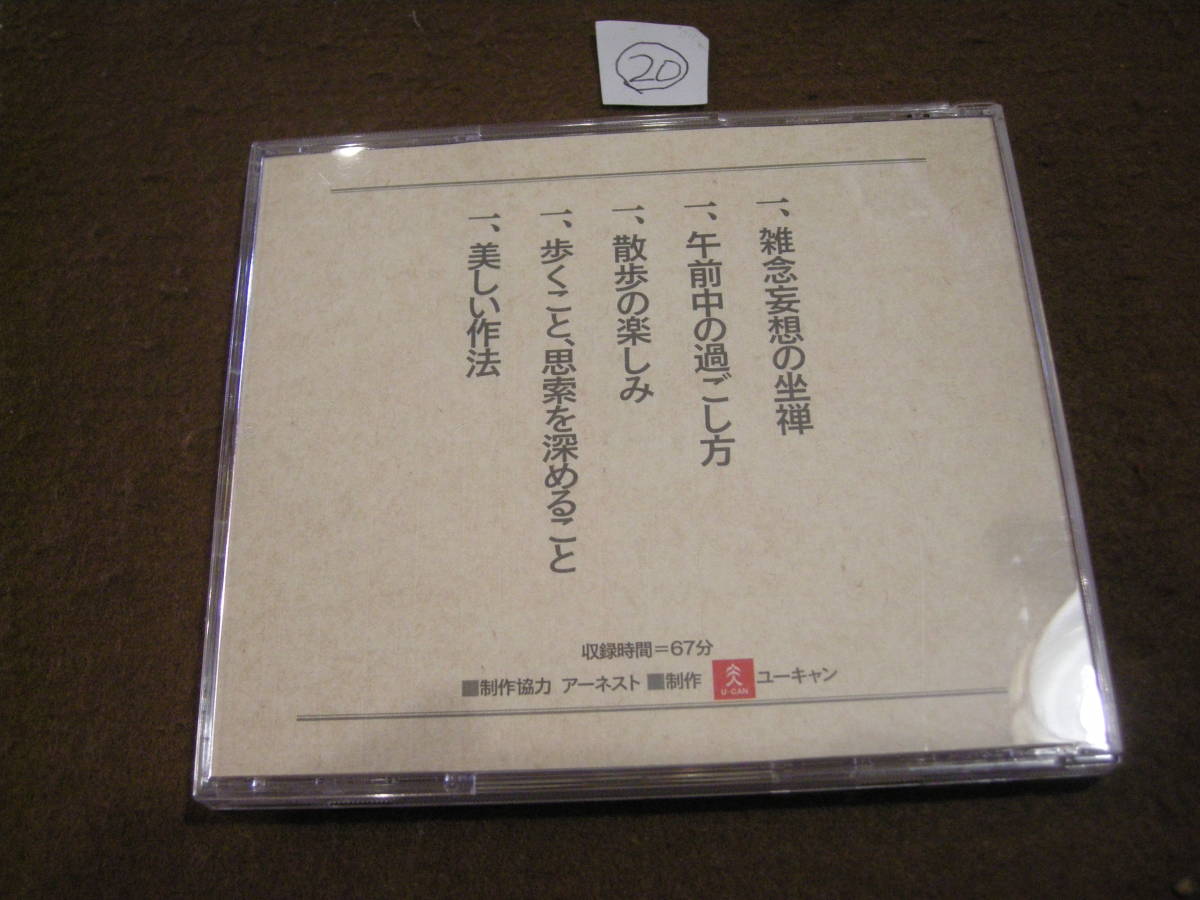 20
一、雑念妄想の坐禅
一、午前中の過ごし方
一、散歩の楽しみ
一、歩くこと、思索を深めること
一、美しい作法
収録時間=67分
■制作協力 アーネスト ■制作 U-CAN ユーキャン